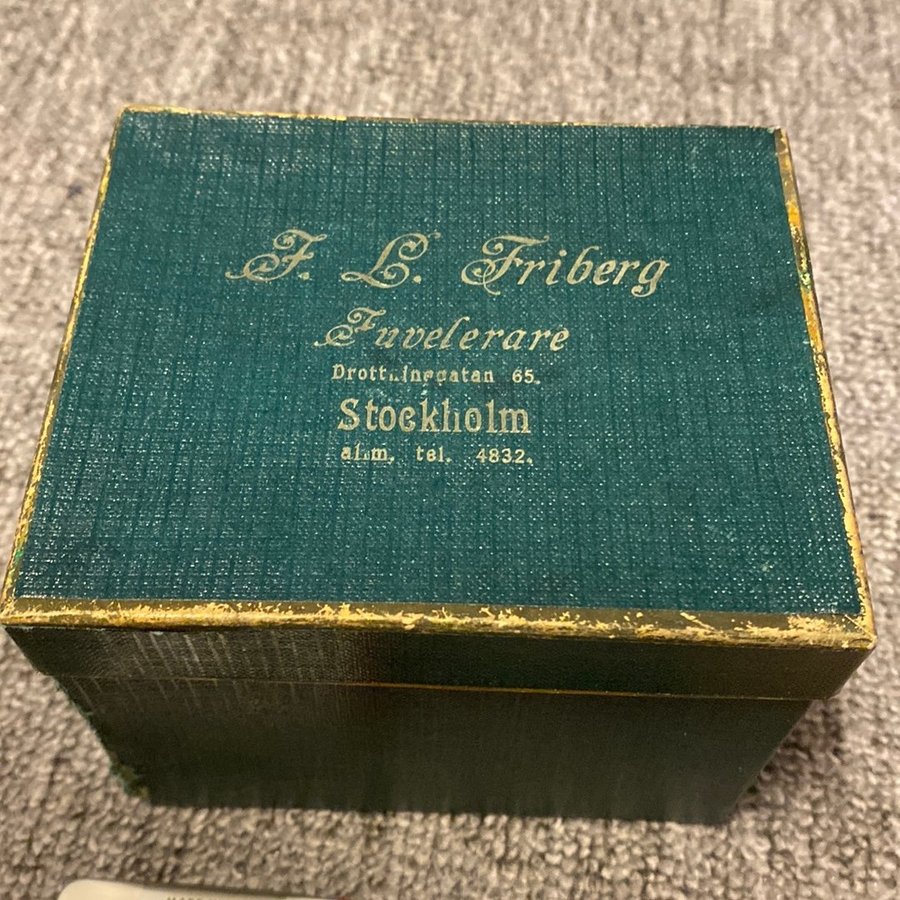 F. L. Friberg
Juvelerare
Drottninggatan 65.
Stockholm
allm. tel. 4832.